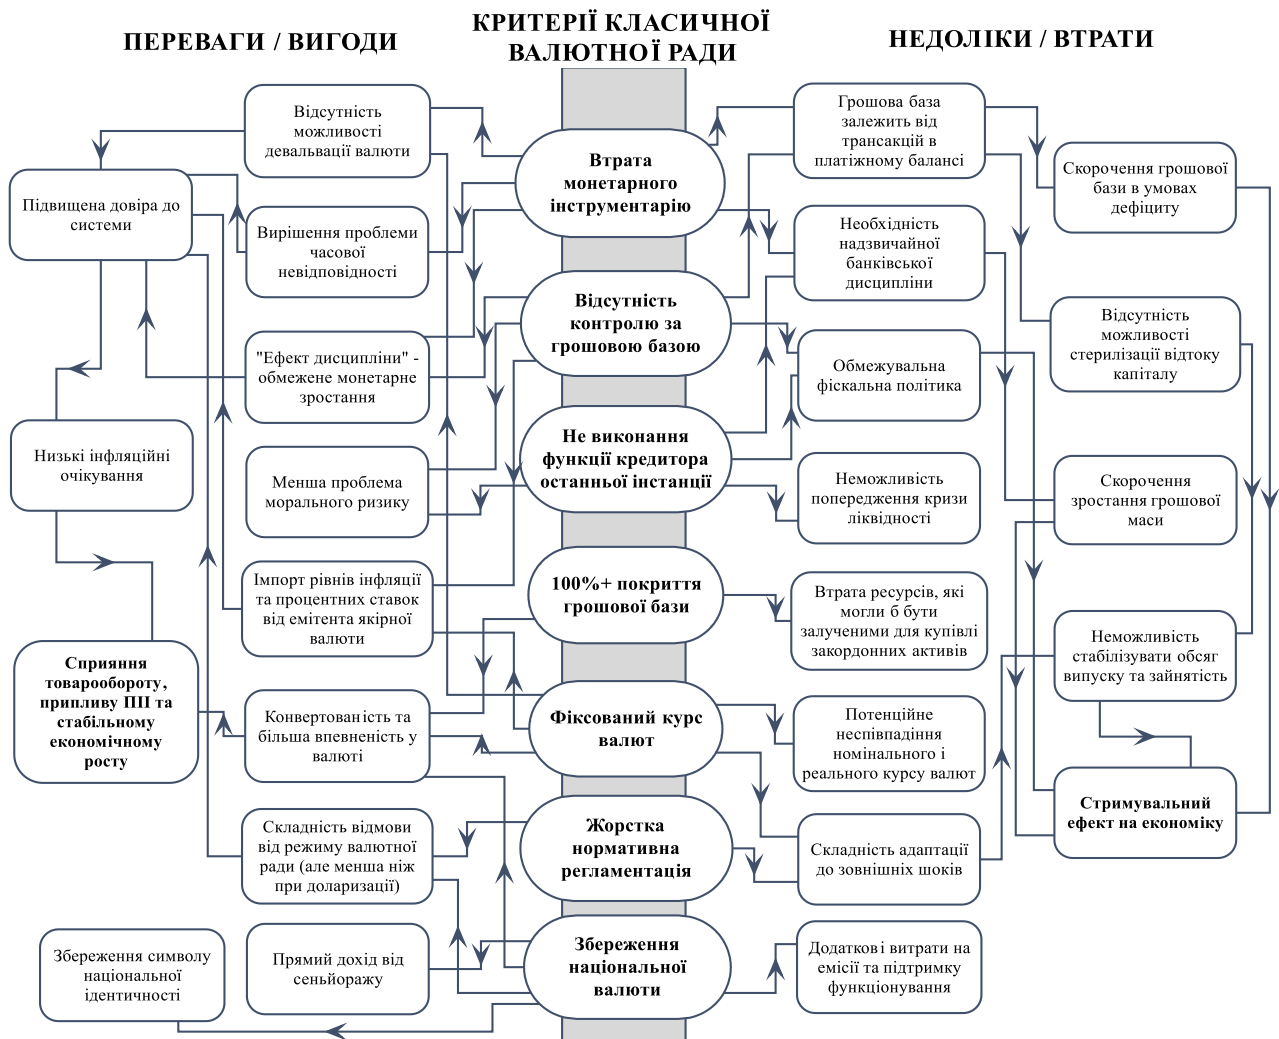 ПЕРЕВАГИ / ВИГОДИ
КРИТЕРІЇ КЛАСИЧНОЇ
ВАЛЮТНОЇ РАДИ
НЕДОЛІКИ / ВТРАТИ
Підвищена довіра до
системи
Низькі інфляційні
очікування
Сприяння
товарообороту,
припливу ПІІ та
стабільному
економічному
росту
Збереження символу
національної
ідентичності
Відсутність
можливості
девальвації валюти
Вирішення проблеми
часової
невідповідності
"Ефект дисципліни" -
обмежене монетарне
зростання
Менша проблема
морального ризику
Імпорт рівнів інфляції
та процентних ставок
від емітента якірної
валюти
Конвертованість та
більша впевненість у
валюті
Складність відмови
від режиму валютної
ради (але менша ніж
при доларизації)
Прямий дохід від
сеньйоражу
Втрата
монетарного
інструментарію
Відсутність
контролю за
грошовою базою
Не виконання
функції кредитора
останньої інстанції
100%+ покриття
грошової бази
Фіксований курс
валют
Жорстка
нормативна
регламентація
Збереження
національної
валюти
Грошова база
залежить від
трансакцій в
платіжному балансі
Необхідність
надзвичайної
банківської
дисципліни
Обмежувальна
фіскальна політика
Неможливість
попередження кризи
ліквідності
Втрата ресурсів, які
могли б бути
залученими для купівлі
закордонних активів
Потенційне
неспівпадіння
номінального і
реального курсу валют
Складність адаптації
до зовнішніх шоків
Додаткові витрати на
емісії та підтримку
функціонування
Скорочення грошової
бази в умовах
дефіциту
Відсутність
можливості
стерилізації відтоку
капіталу
Скорочення
зростання грошової
маси
Неможливість
стабілізувати обсяг
випуску та зайнятість
Стримувальний
ефект на економіку